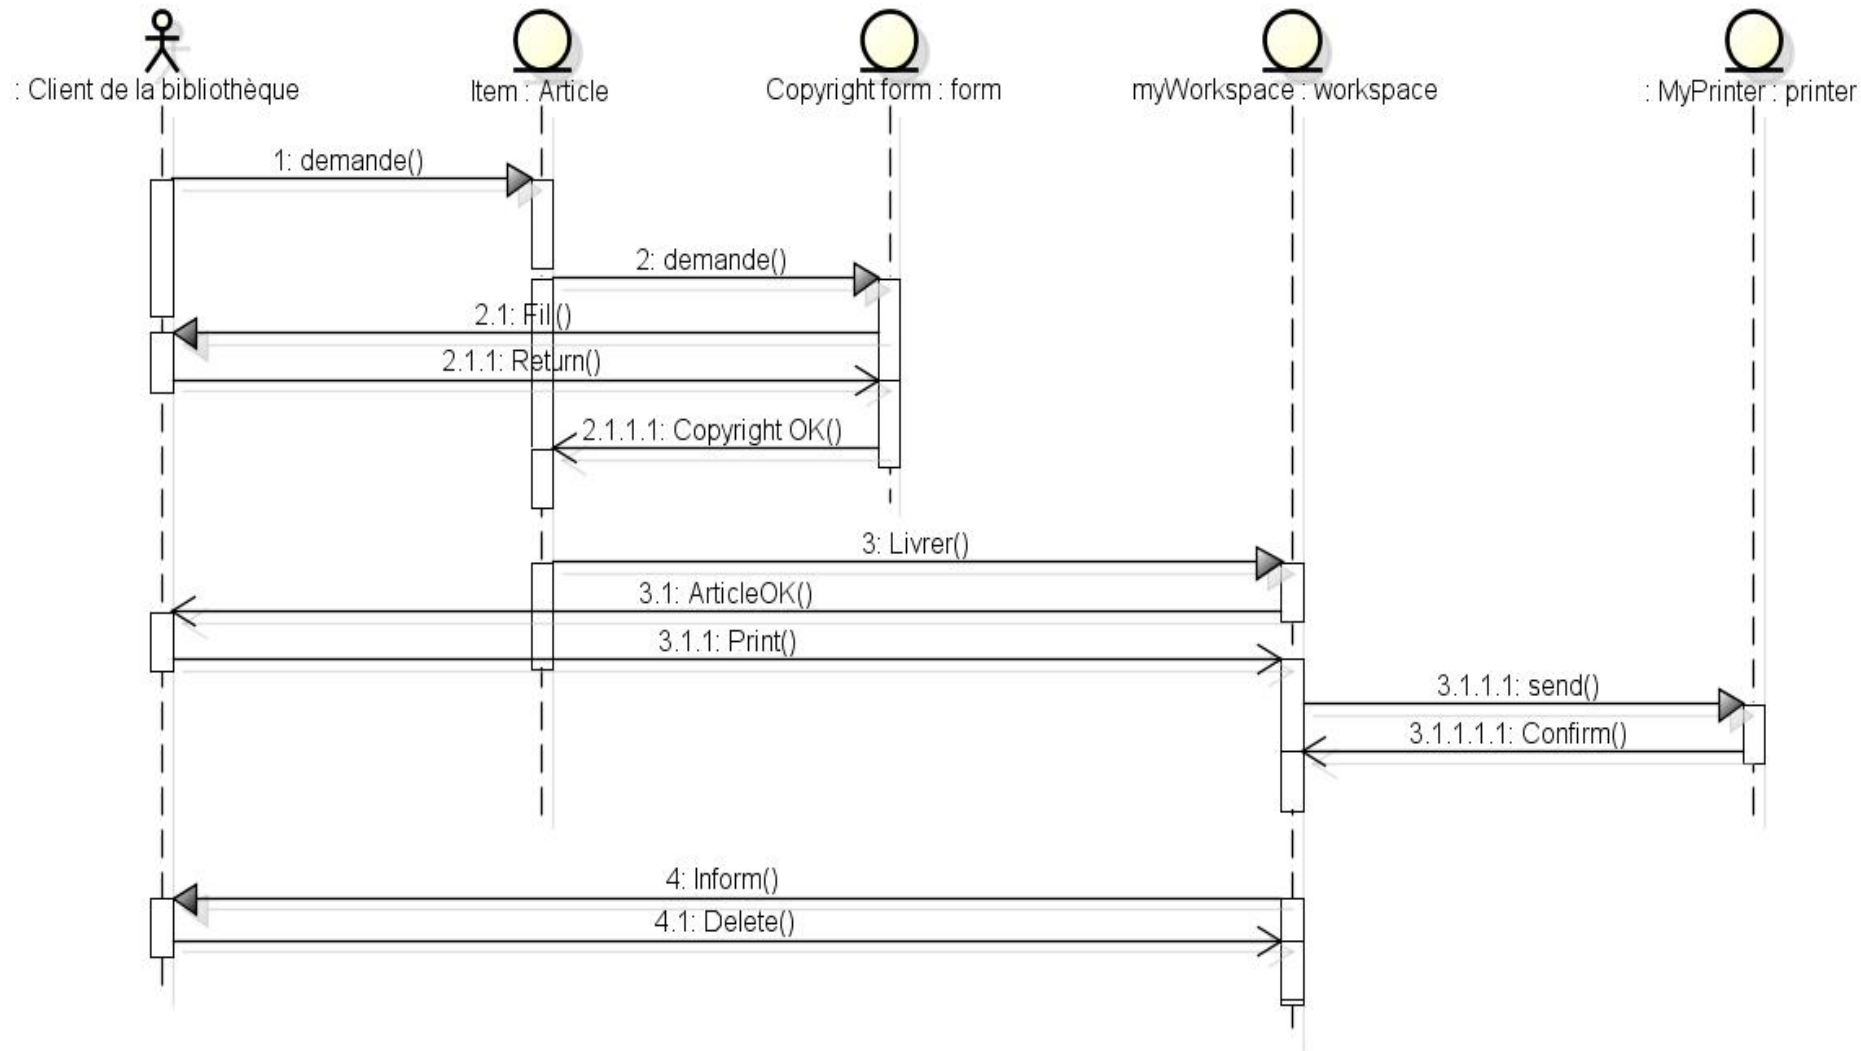 : Client de la bibliothèque
Item : Article
Copyright form : form
myWorkspace : workspace
: MyPrinter : printer
1: demande()
2: demande()
2.1: Fil()
2.1.1: Return()
2.1.1.1: Copyright OK()
3: Livrer()
3.1: ArticleOK()
3.1.1: Print()
3.1.1.1: send()
3.1.1.1.1: Confirm()
4: Inform()
4.1: Delete()